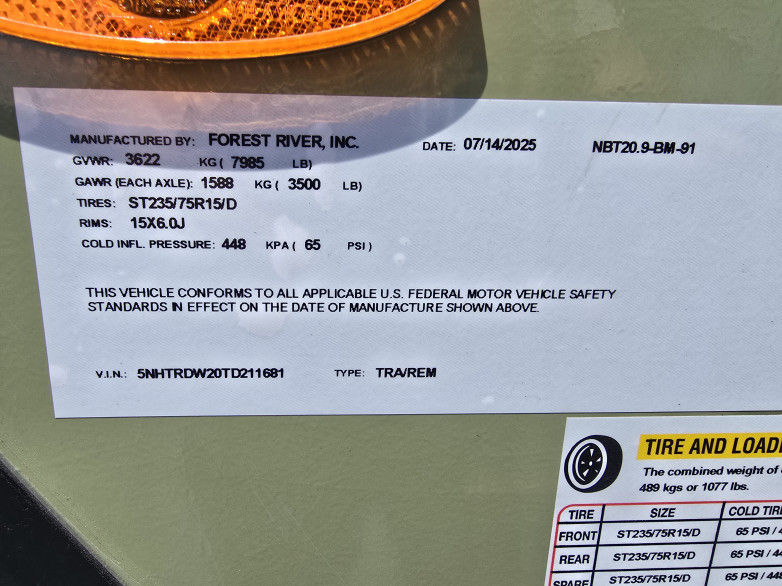 MANUFACTURED BY: FOREST RIVER, INC. DATE: 07/14/2025 NBT20.9-BM-91
GVWR: 3622 KG ( 7985 LB)
GAWR (EACH AXLE): 1588 KG ( 3500 LB)
TIRES: ST235/75R15/D
RIMS: 15X6.0J
COLD INFL. PRESSURE: 448 KPA ( 65 PSI )
THIS VEHICLE CONFORMS TO ALL APPLICABLE U.S. FEDERAL MOTOR VEHICLE SAFETY
STANDARDS IN EFFECT ON THE DATE OF MANUFACTURE SHOWN ABOVE.
V.I.N.: 5NHTRDW20TD211681 TYPE: TRA/REM
TIRE AND LOADI
The combined weight of
489 kgs or 1077 lbs.
TIRE SIZE COLD TIR
FRONT ST235/75R15/D 65 PSI / 4
REAR ST235/75R15/D 65 PSI / 44
SPARE ST235/75R15/D 65 PSI / 448